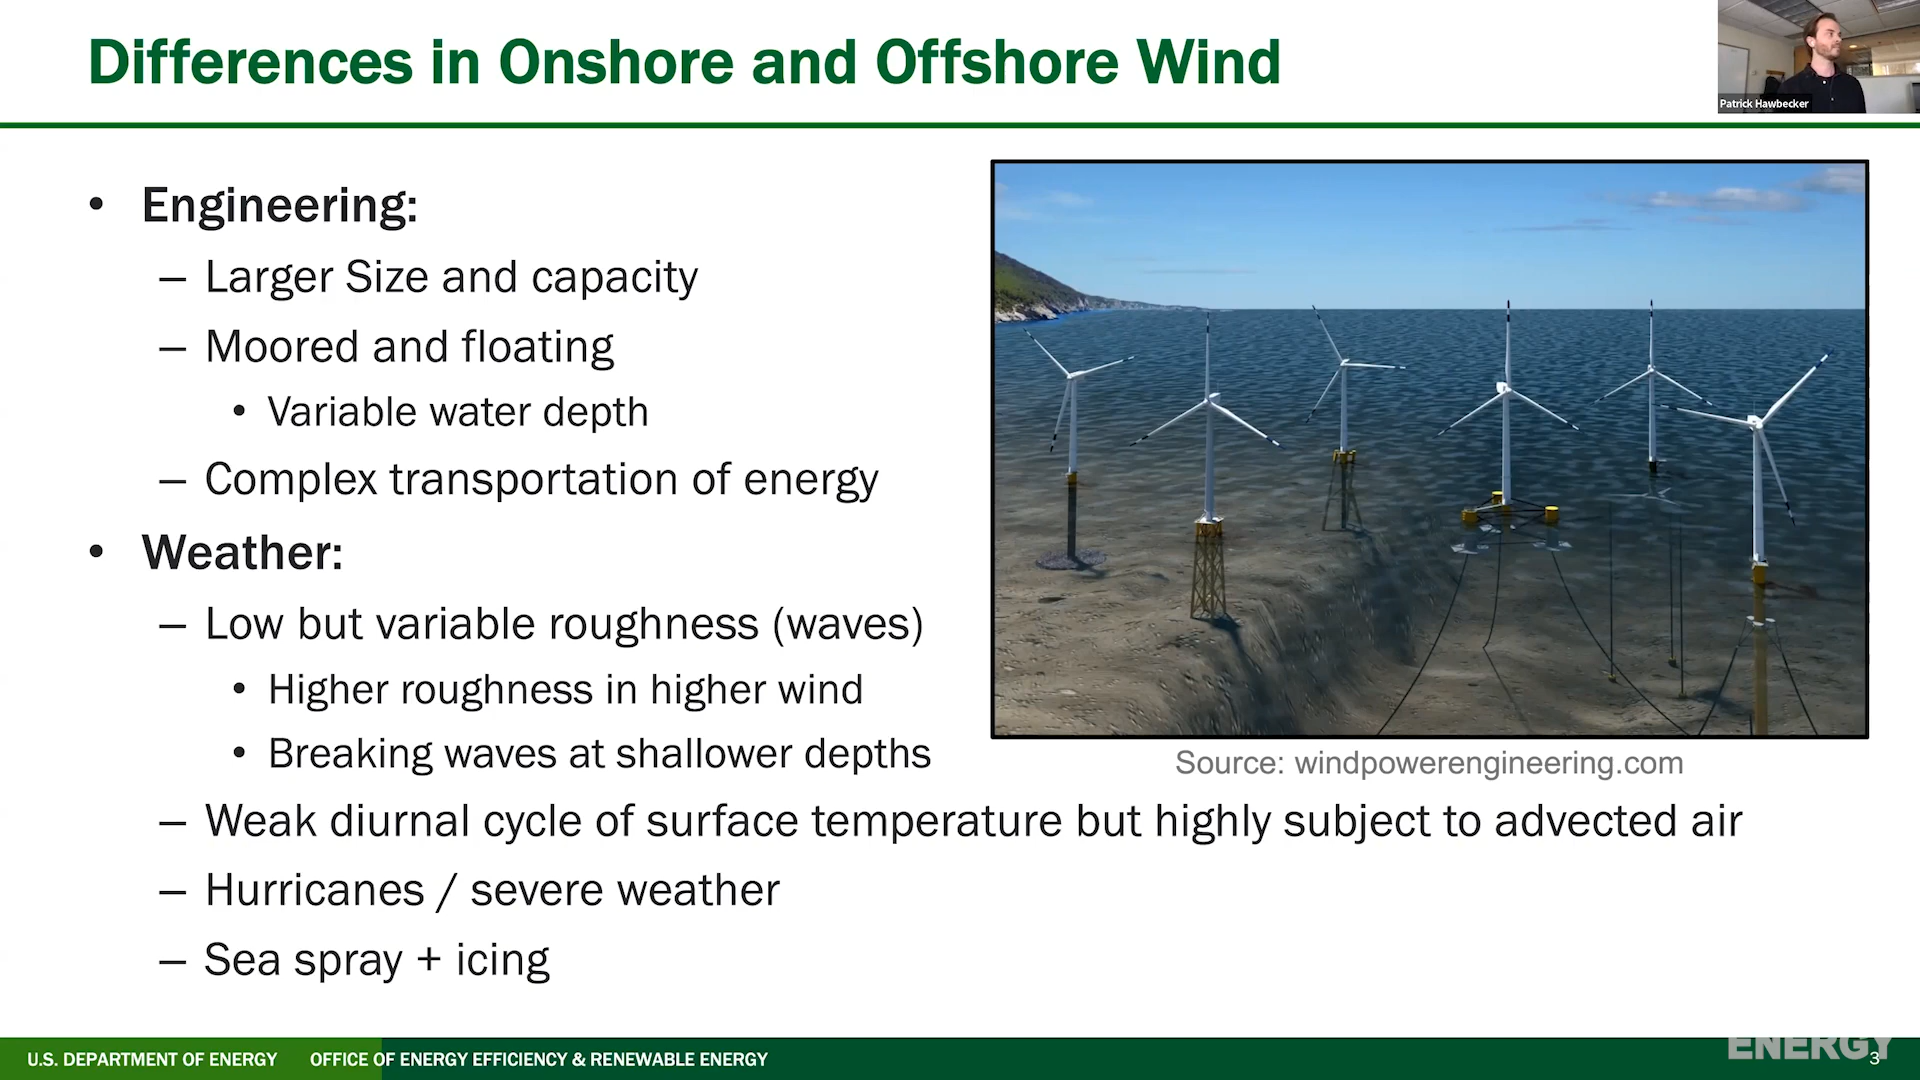 Differences in Onshore and Offshore Wind
Patrick Hawbecker
• Engineering:
– Larger Size and capacity
– Moored and floating
• Variable water depth
– Complex transportation of energy
• Weather:
– Low but variable roughness (waves)
• Higher roughness in higher wind
• Breaking waves at shallower depths
Source: windpowerengineering.com
– Weak diurnal cycle of surface temperature but highly subject to advected air
– Hurricanes / severe weather
– Sea spray + icing
U.S. DEPARTMENT OF ENERGY OFFICE OF ENERGY EFFICIENCY & RENEWABLE ENERGY
ENERGY
3